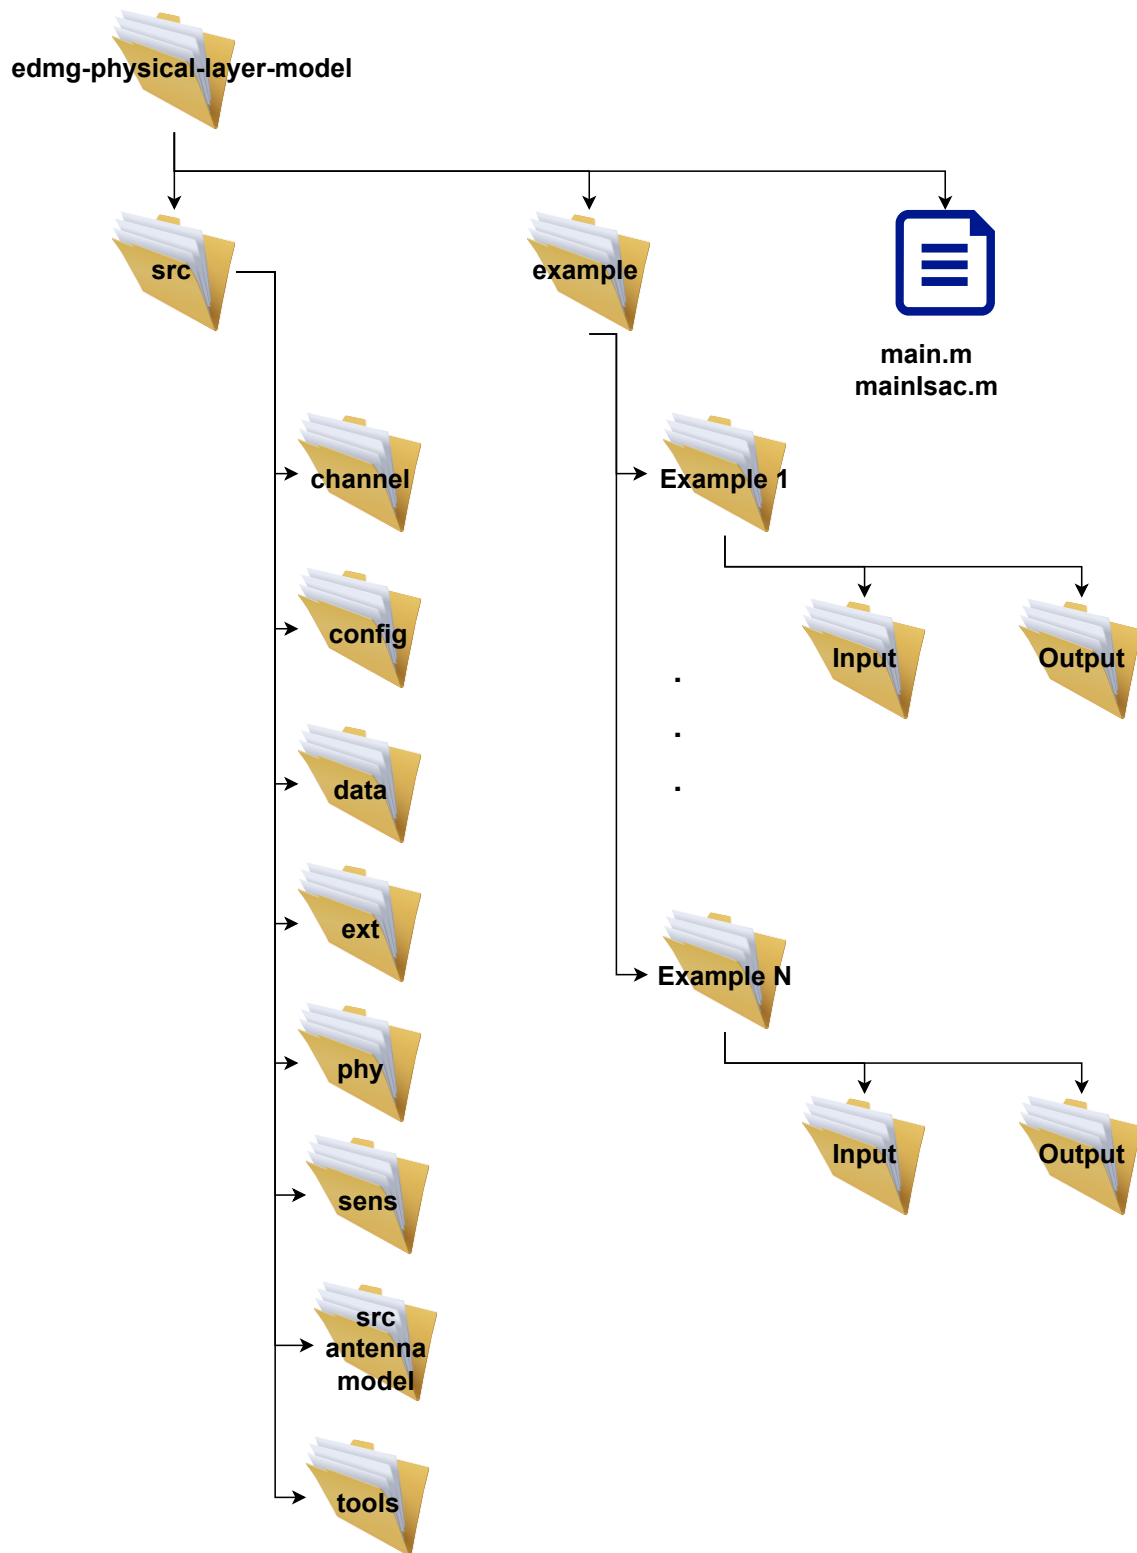 edmg-physical-layer-model
src
example
main.m
mainIsac.m
channel
Example 1
config
Input
Output
.
.
.
data
ext
Example N
phy
Input
Output
sens
src
antenna
model
tools